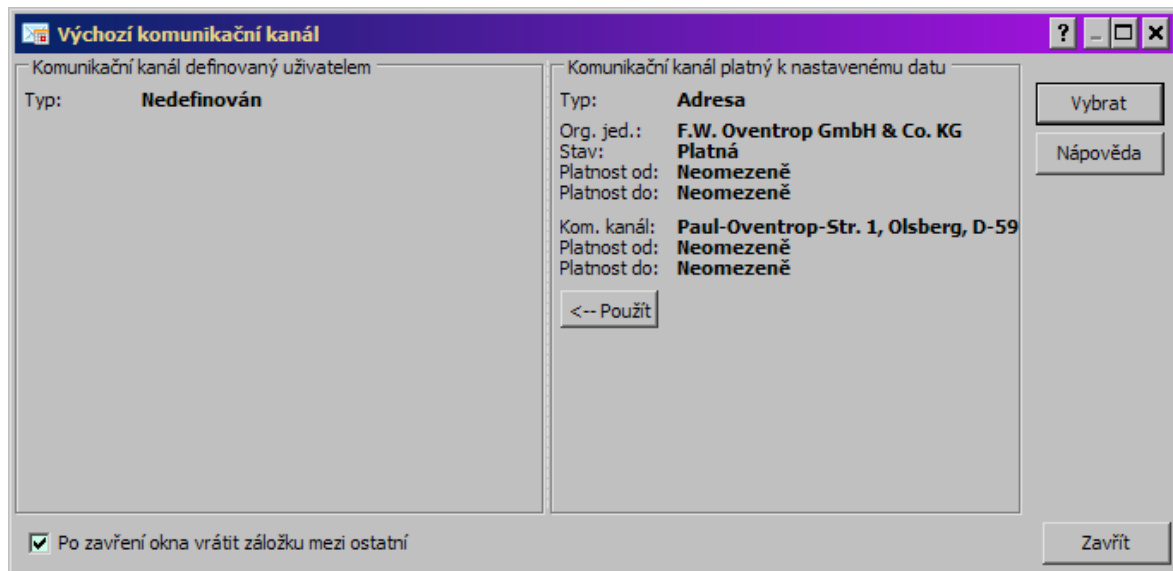 Výchozí komunikační kanál
Komunikační kanál definovaný uživatelem
Typ: Nedefinován
Komunikační kanál platný k nastavenému datu
Typ: Adresa
Org. jed.: F.W. Oventrop GmbH & Co. KG
Stav: Platná
Platnost od: Neomezeně
Platnost do: Neomezeně
Kom. kanál: Paul-Oventrop-Str. 1, Olsberg, D-59
Platnost od: Neomezeně
Platnost do: Neomezeně
<-- Použít
Vybrat
Nápověda
Po zavření okna vrátit záložku mezi ostatní
Zavřít